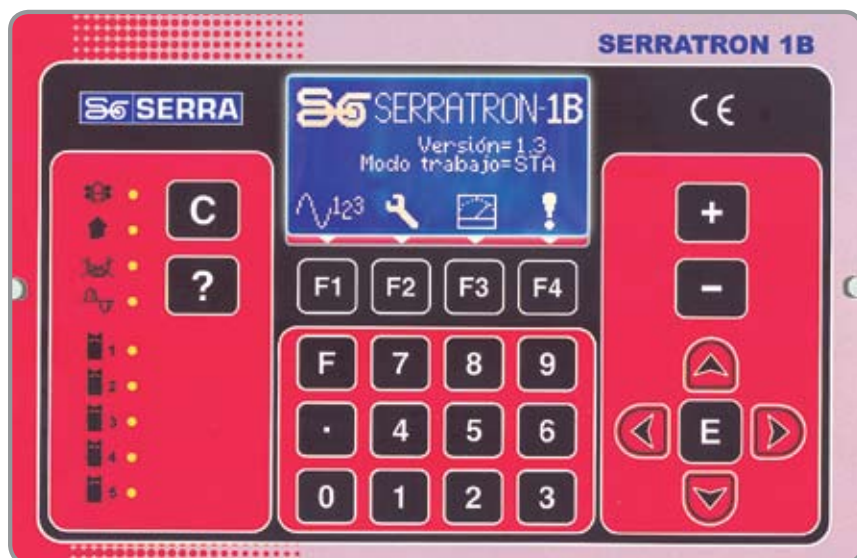 SERRATRON 1B
SERRA
SERRATRON-1B
Versión=1.3
Modo trabajo=STA
123
CE
C
?
F1 F2 F3 F4
+
-
1
2
3
4
5
F 7 8 9
. 4 5 6
0 1 2 3
E